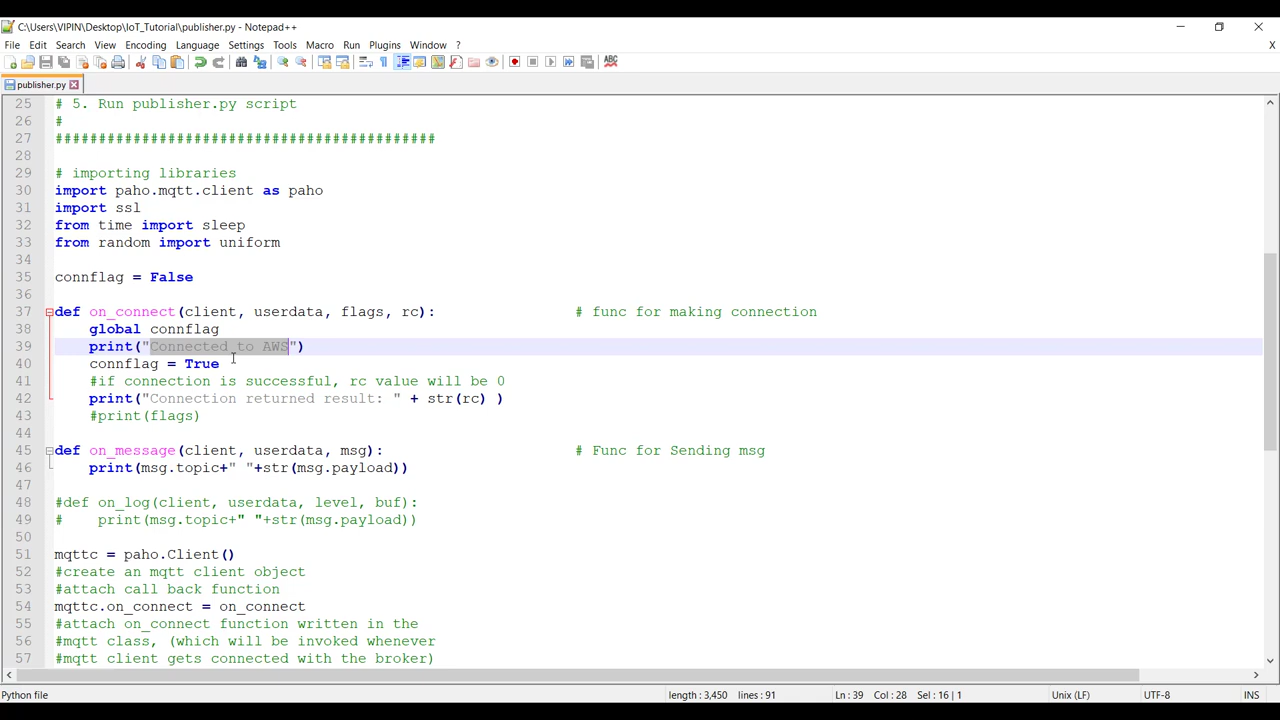 C:\Users\VIPIN\Desktop\IoT_Tutorial\publisher.py - Notepad++
File Edit Search View Encoding Language Settings Tools Macro Run Plugins Window ? X
publisher.py
25 # 5. Run publisher.py script
26 #
27 ############################################
28
29 # importing libraries
30 import paho.mqtt.client as paho
31 import ssl
32 from time import sleep
33 from random import uniform
34
35 connflag = False
36
37 def on_connect(client, userdata, flags, rc): # func for making connection
38 global connflag
39 print("Connected to AWS")
40 connflag = True
41 #if connection is successful, rc value will be 0
42 print("Connection returned result: " + str(rc) )
43 #print(flags)
44
45 def on_message(client, userdata, msg): # Func for Sending msg
46 print(msg.topic+" "+str(msg.payload))
47
48 #def on_log(client, userdata, level, buf):
49 # print(msg.topic+" "+str(msg.payload))
50
51 mqttc = paho.Client()
52 #create an mqtt client object
53 #attach call back function
54 mqttc.on_connect = on_connect
55 #attach on_connect function written in the
56 #mqtt class, (which will be invoked whenever
57 #mqtt client gets connected with the broker)
Python file length : 3,450 lines : 91 Ln : 39 Col : 28 Sel : 16 | 1 Unix (LF) UTF-8 INS